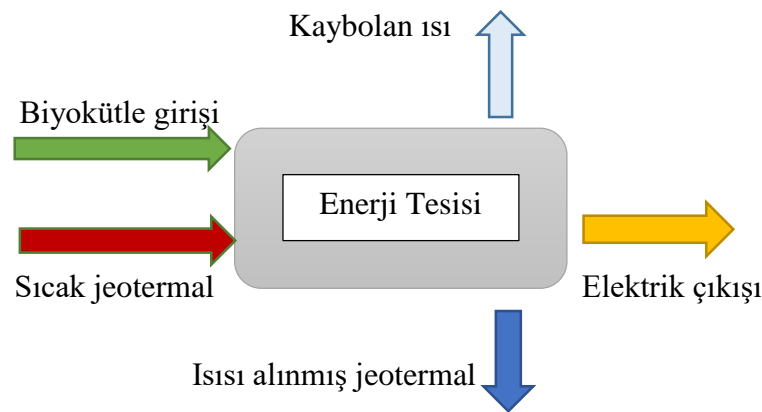 Kaybolan ısı
Biyokütle girişi
Enerji Tesisi
Sıcak jeotermal
Elektrik çıkışı
Isısı alınmış jeotermal